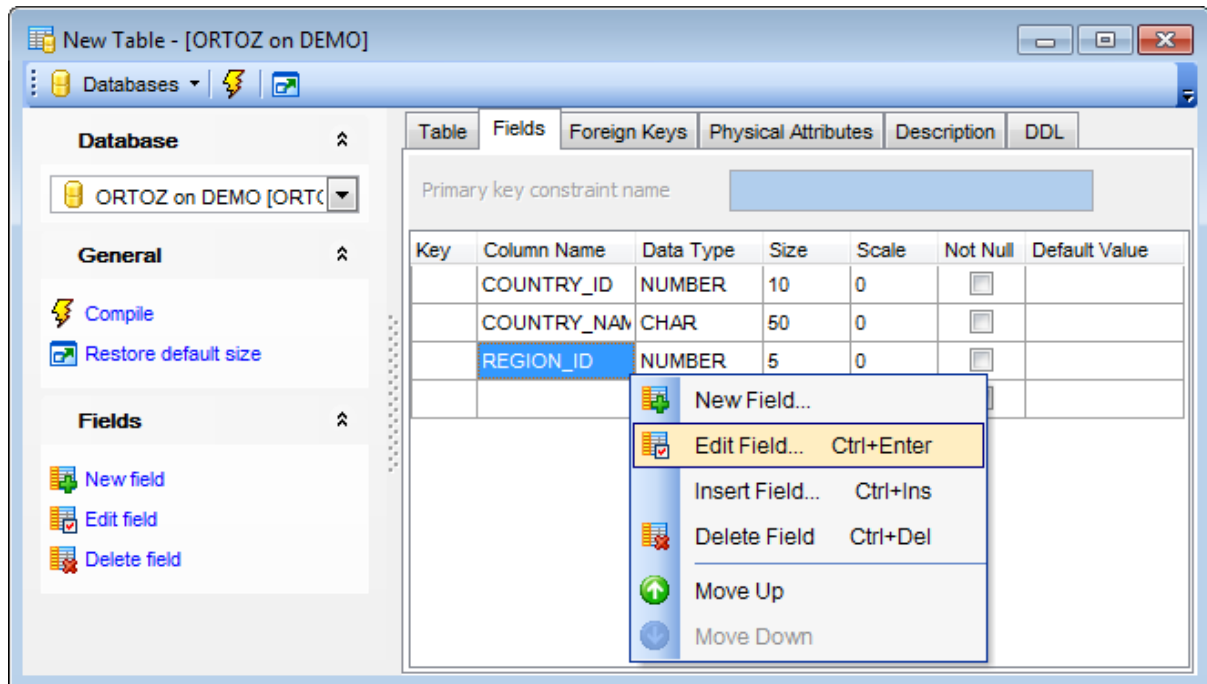 New Table - [ORTOZ on DEMO]
Databases
Database
ORTOZ on DEMO [ORT(
General
Compile
Restore default size
Fields
New field
Edit field
Delete field
Table Fields Foreign Keys Physical Attributes Description DDL
Primary key constraint name
Key Column Name Data Type Size Scale Not Null Default Value
COUNTRY_ID NUMBER 10 0
COUNTRY_NAM CHAR 50 0
REGION_ID NUMBER 5 0
New Field...
Edit Field... Ctrl+Enter
Insert Field... Ctrl+Ins
Delete Field Ctrl+Del
Move Up
Move Down